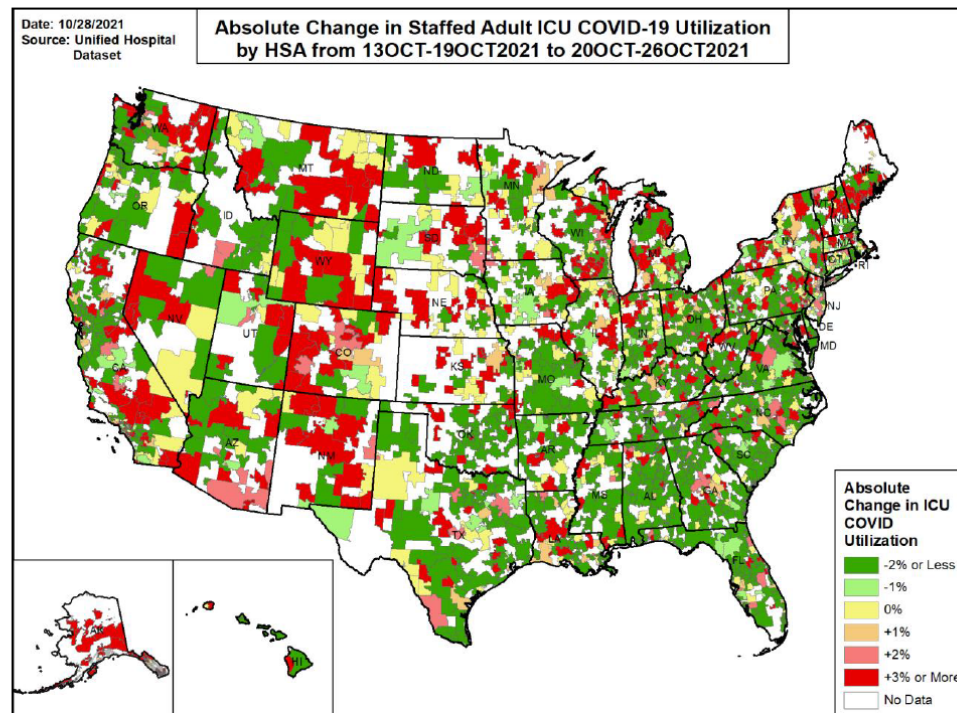 Date: 10/28/2021
Source: Unified Hospital
Dataset
Absolute Change in Staffed Adult ICU COVID-19 Utilization
by HSA from 13OCT-19OCT2021 to 20OCT-26OCT2021
WA
MT
ND
MN
ME
OR
ID
SD
WI
MI
VT
NH
NY
MA
CT
RI
WY
IA
NE
PA
NJ
NV
UT
CO
IN
OH
DE
MD
WV
CA
KS
MO
KY
VA
AZ
NM
OK
AR
TN
NC
SC
MS
AL
GA
TX
LA
FL
AK
HI
Absolute
Change in ICU
COVID
Utilization
-2% or Less
-1%
0%
+1%
+2%
+3% or More
No Data